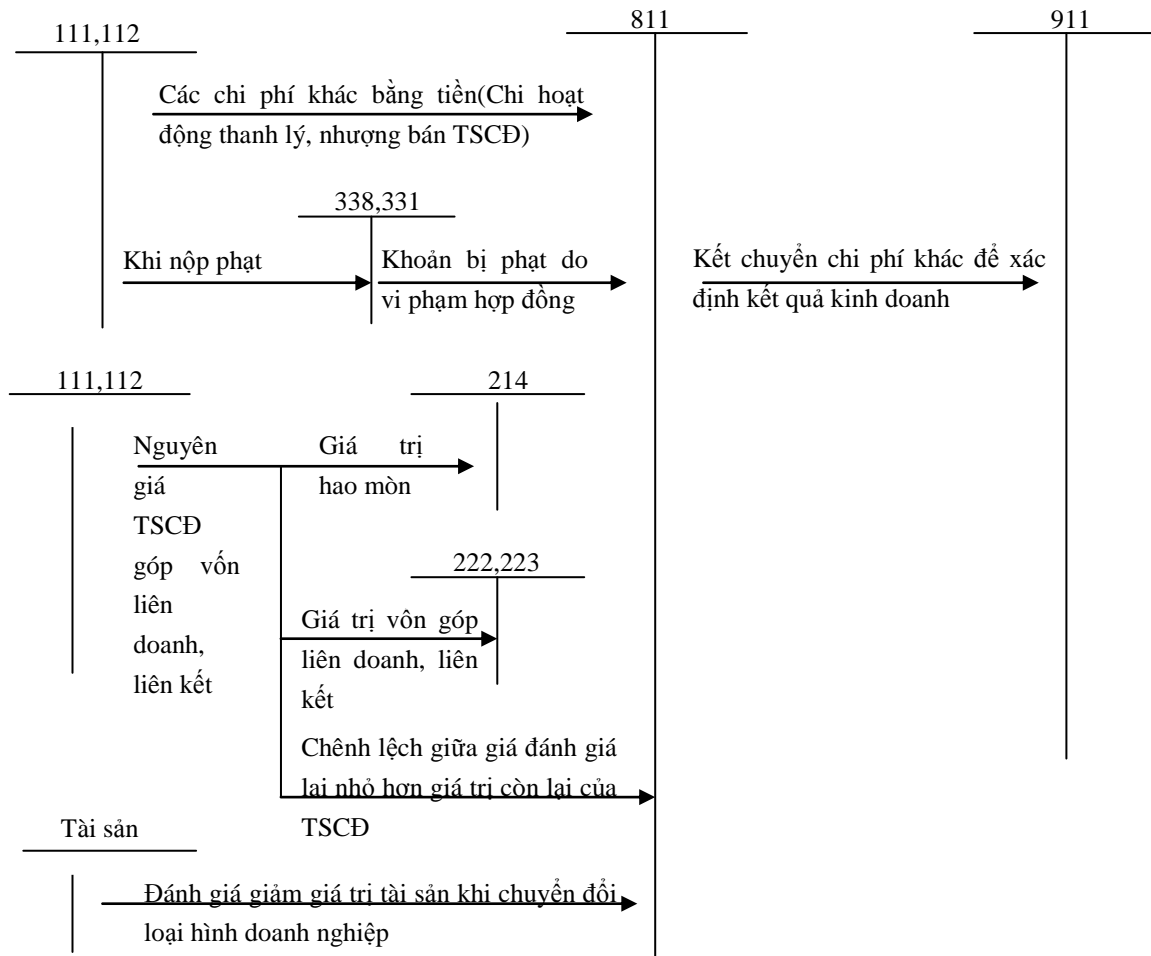 111,112
811
911
Các chi phí khác bằng tiền(Chi hoạt
động thanh lý, nhượng bán TSCĐ)
338,331
Khi nộp phạt
Khoản bị phạt do
vi phạm hợp đồng
Kết chuyển chi phí khác để xác
định kết quả kinh doanh
111,112
214
Nguyên
giá
TSCĐ
góp vốn
liên
doanh,
liên kết
Giá trị
hao mòn
222,223
Giá trị vôn góp
liên doanh, liên
kết
Chênh lệch giữa giá đánh giá
lại nhỏ hơn giá trị còn lại của
TSCĐ
Tài sản
Đánh giá giảm giá trị tài sản khi chuyển đổi
loại hình doanh nghiệp